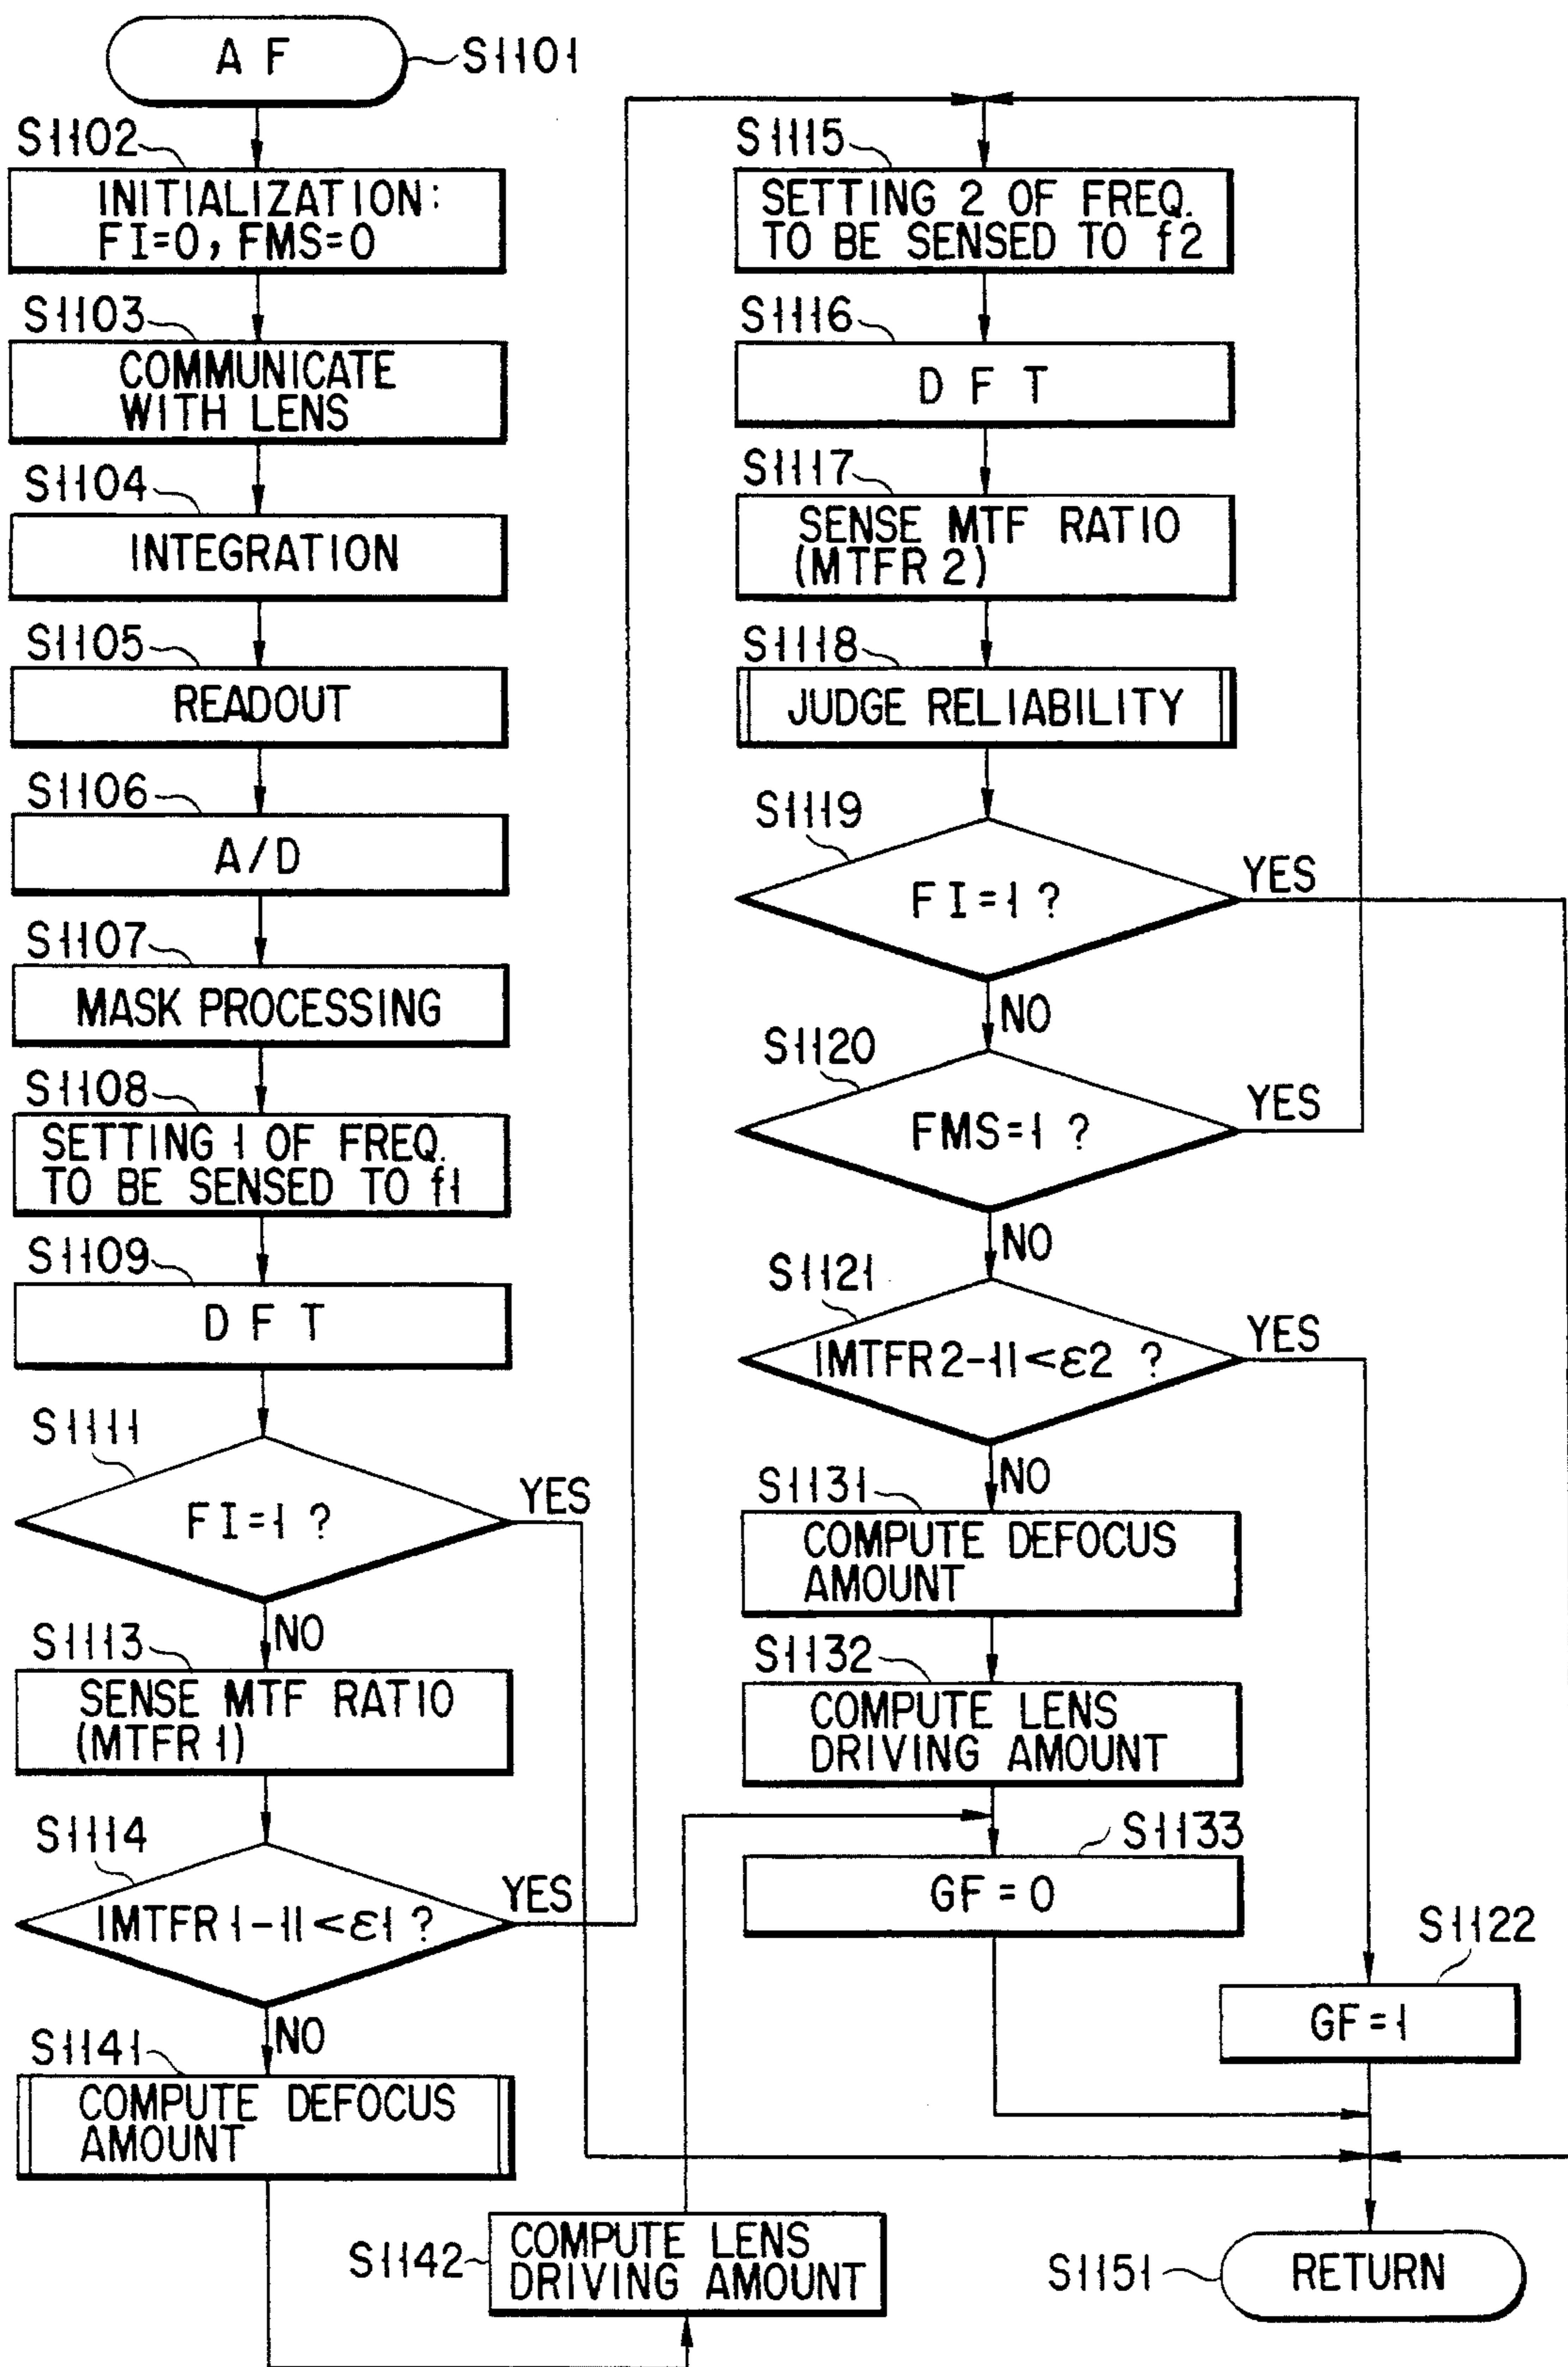 A F
S1101
S1102
INITIALIZATION:
FI=0, FMS=0
S1103
COMMUNICATE
WITH LENS
S1104
INTEGRATION
S1105
READOUT
S1106
A/D
S1107
MASK PROCESSING
S1108
SETTING 1 OF FREQ.
TO BE SENSED TO f1
S1109
D F T
S1111
FI=1 ?
YES
NO
S1113
SENSE MTF RATIO
(MTFR 1)
S1114
|MTFR1-1|<ε1 ?
YES
NO
S1141
COMPUTE DEFOCUS
AMOUNT
S1142
COMPUTE LENS
DRIVING AMOUNT
S1115
SETTING 2 OF FREQ.
TO BE SENSED TO f2
S1116
D F T
S1117
SENSE MTF RATIO
(MTFR 2)
S1118
JUDGE RELIABILITY
S1119
FI=1 ?
YES
NO
S1120
FMS=1 ?
YES
NO
S1121
|MTFR2-1|<ε2 ?
YES
NO
S1131
COMPUTE DEFOCUS
AMOUNT
S1132
COMPUTE LENS
DRIVING AMOUNT
S1133
GF=0
S1122
GF=1
S1151
RETURN